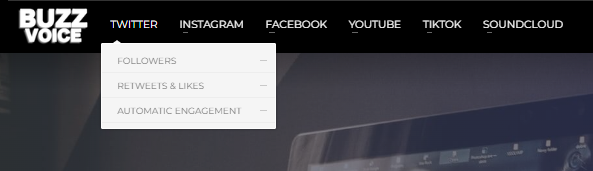 BUZZ VOICE
TWITTER INSTAGRAM FACEBOOK YOUTUBE TIKTOK SOUNDCLOUD
FOLLOWERS
RETWEETS & LIKES
AUTOMATIC ENGAGEMENT